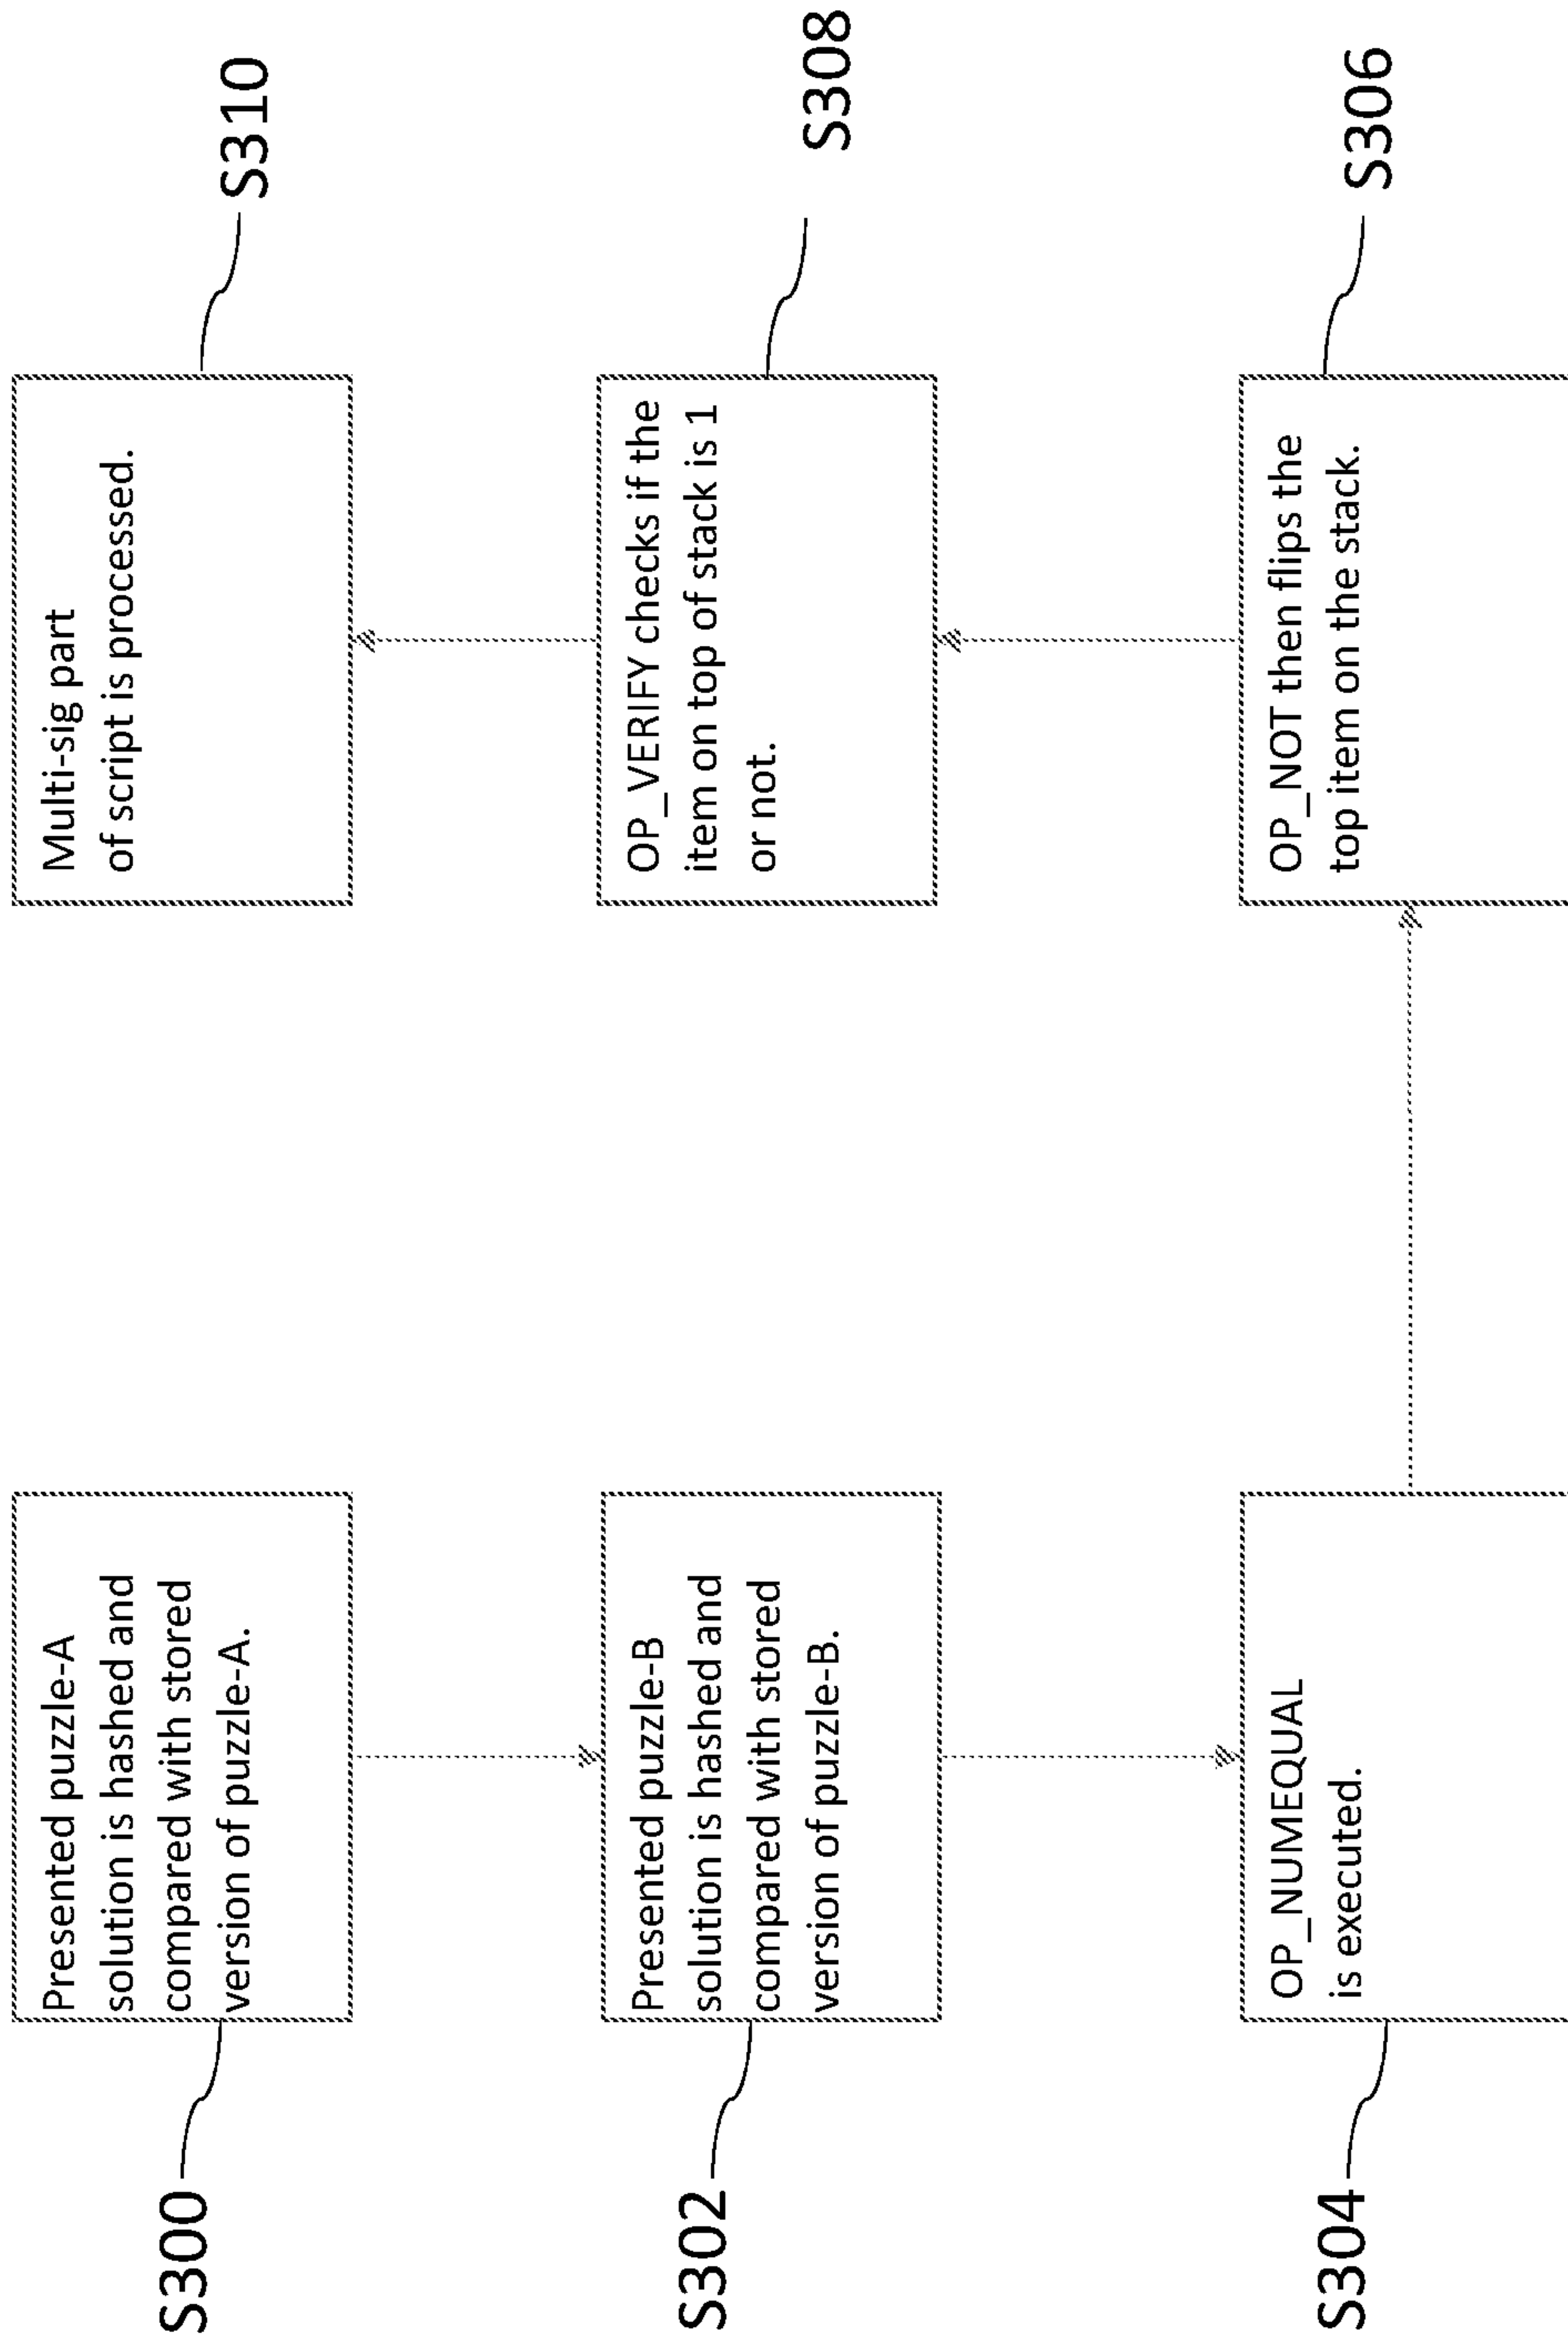 S300
Presented puzzle-A
solution is hashed and
compared with stored
version of puzzle-A.
S302
Presented puzzle-B
solution is hashed and
compared with stored
version of puzzle-B.
S304
OP_NUMEQUAL
is executed.
OP_NOT then flips the
top item on the stack.
S306
OP_VERIFY checks if the
item on top of stack is 1
or not.
S308
Multi-sig part
of script is processed.
S310